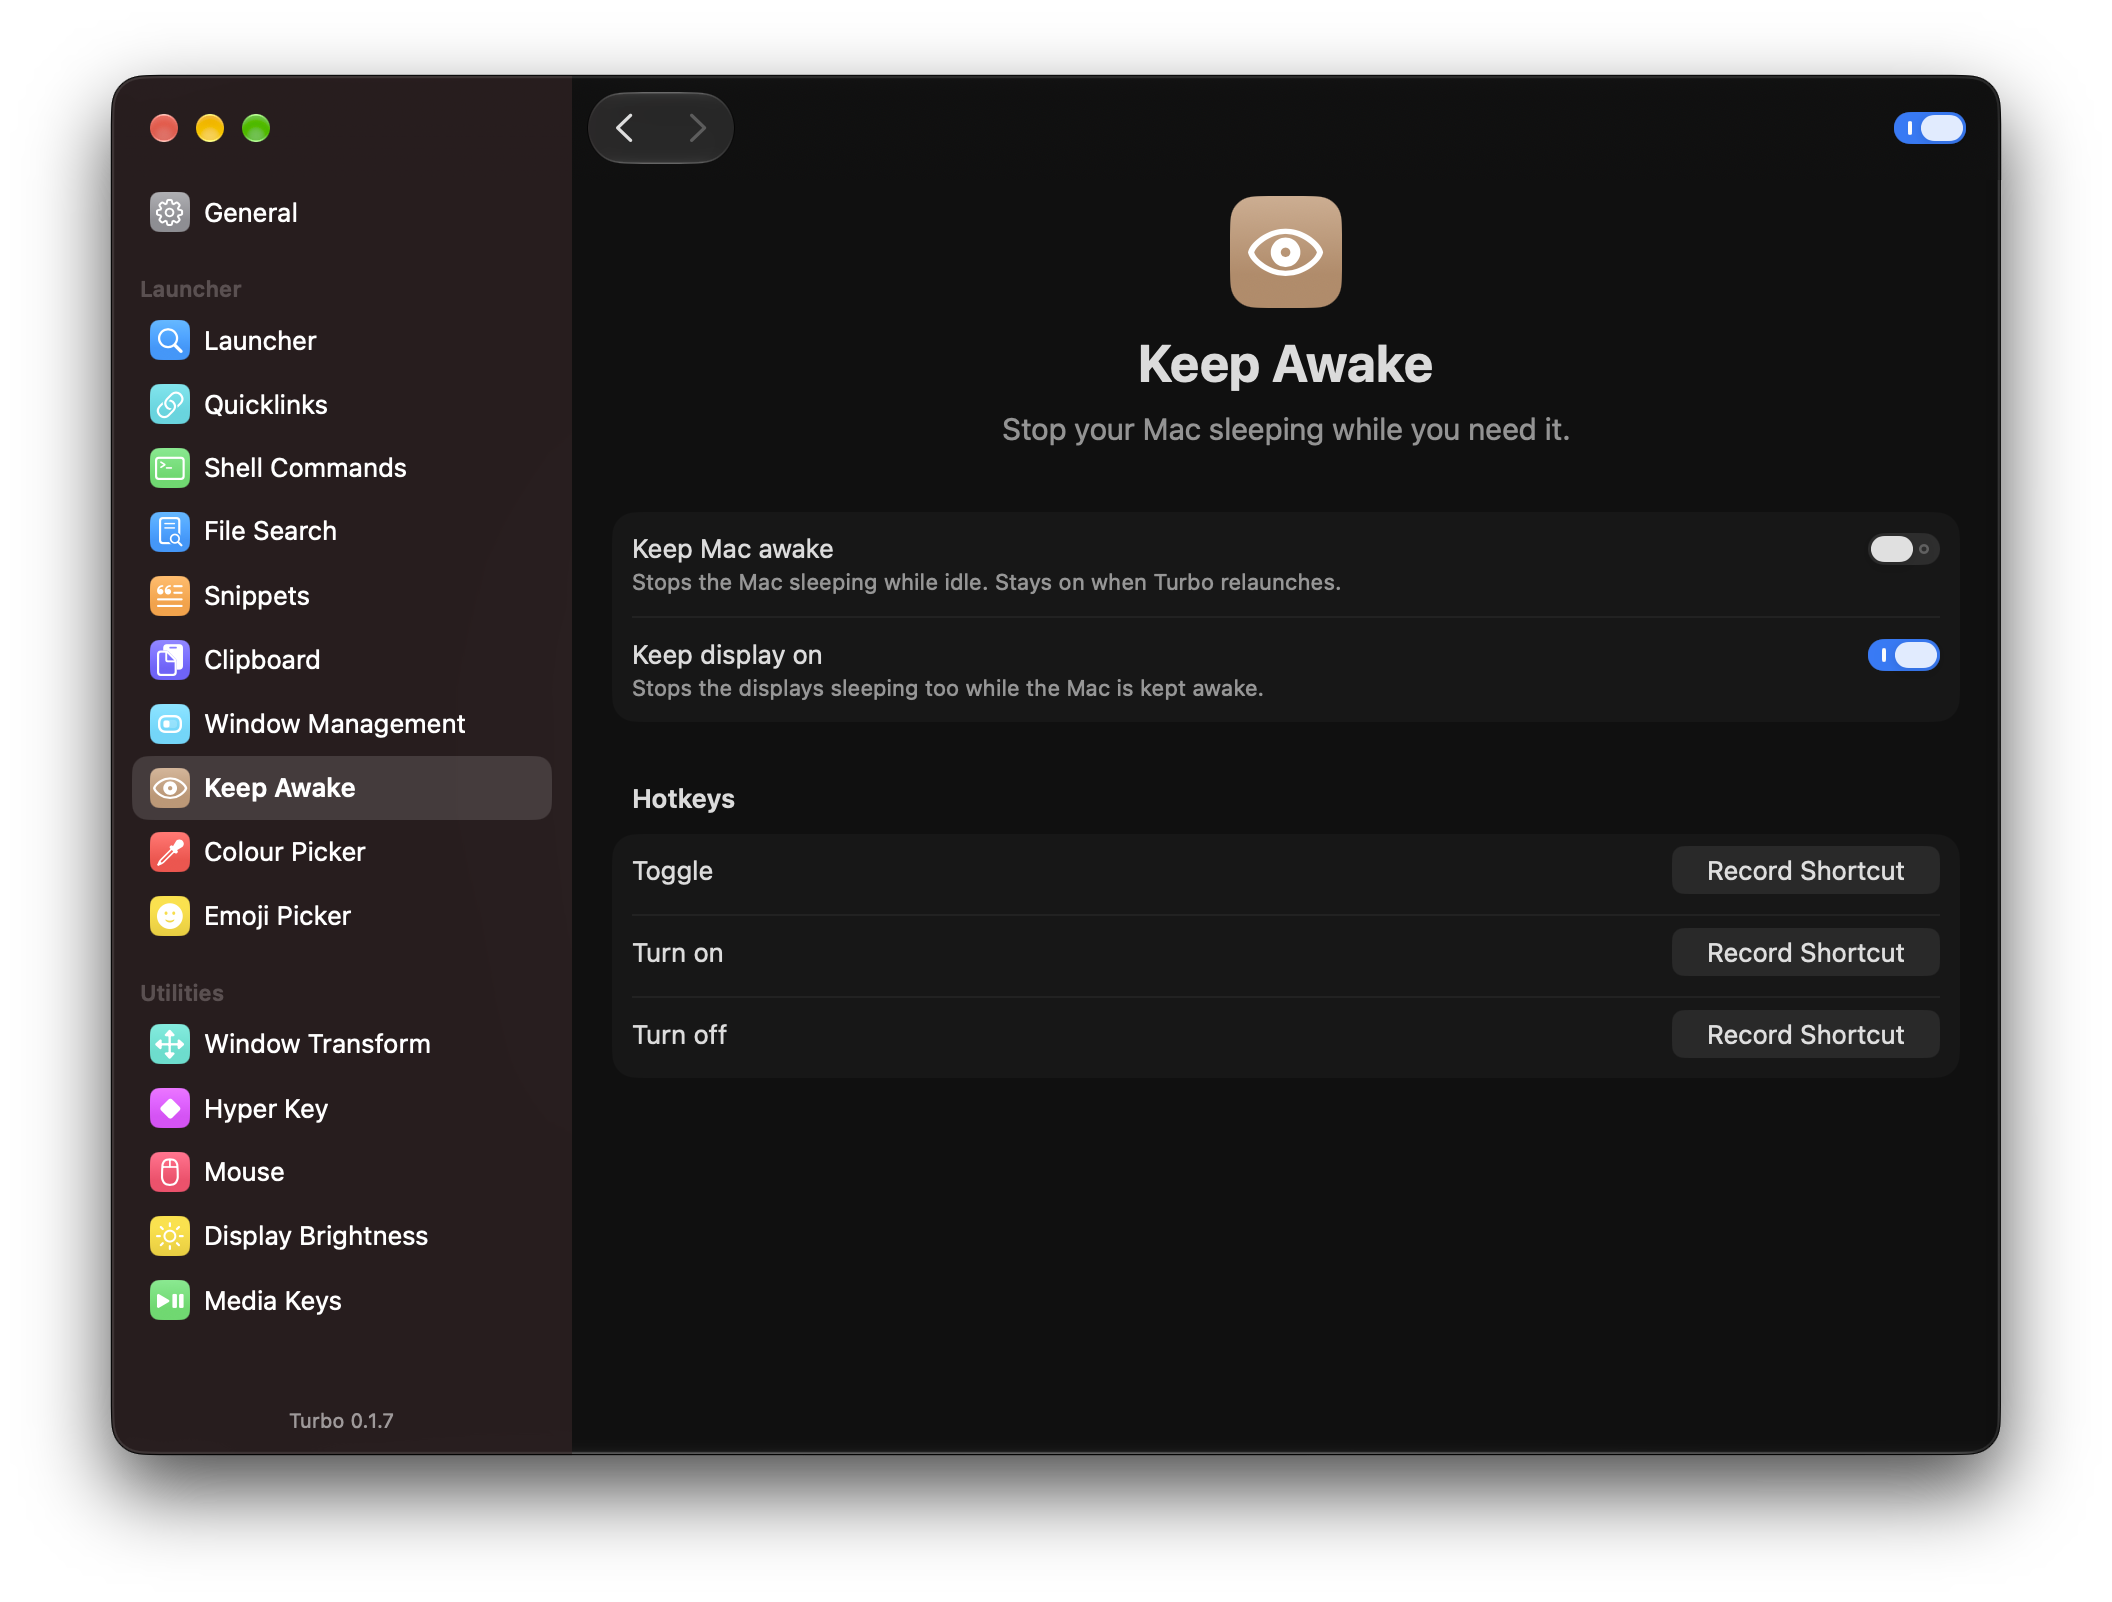 General
Launcher
Launcher
Quicklinks
Shell Commands
File Search
Snippets
Clipboard
Window Management
Keep Awake
Colour Picker
Emoji Picker
Utilities
Window Transform
Hyper Key
Mouse
Display Brightness
Media Keys
Turbo 0.1.7
Keep Awake
Stop your Mac sleeping while you need it.
Keep Mac awake
Stops the Mac sleeping while idle. Stays on when Turbo relaunches.
Keep display on
Stops the displays sleeping too while the Mac is kept awake.
Hotkeys
Toggle
Record Shortcut
Turn on
Record Shortcut
Turn off
Record Shortcut